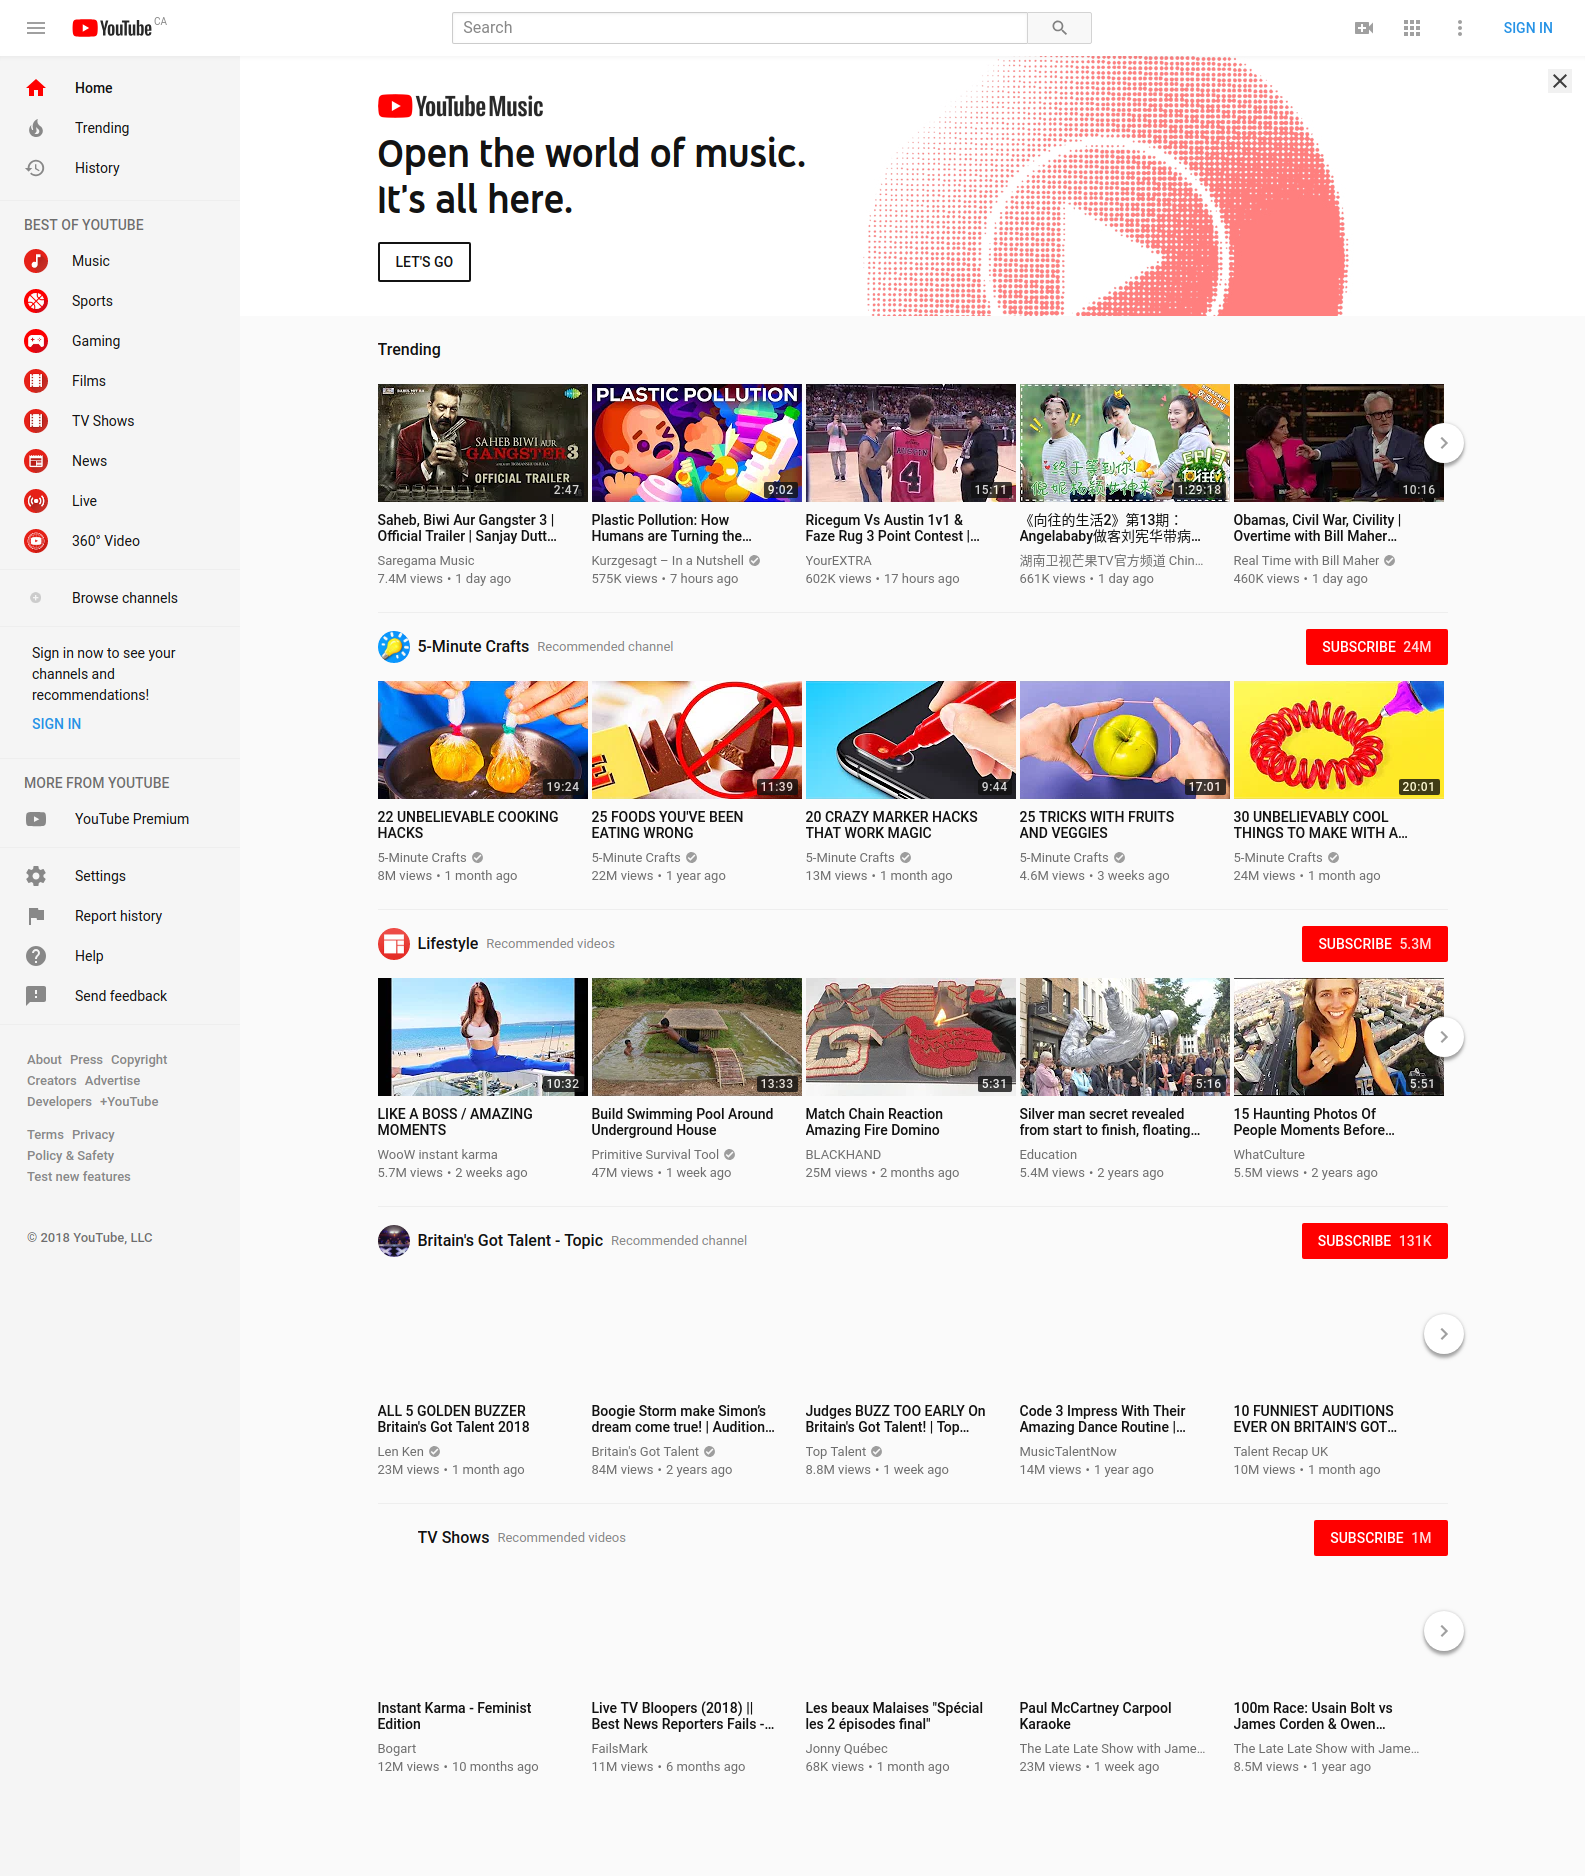 YouTube CA
Search
SIGN IN
Home
Trending
History
BEST OF YOUTUBE
Music
Sports
Gaming
Films
TV Shows
News
Live
360° Video
Browse channels
Sign in now to see your
channels and
recommendations!
SIGN IN
MORE FROM YOUTUBE
YouTube Premium
Settings
Report history
Help
Send feedback
About Press Copyright
Creators Advertise
Developers +YouTube
Terms Privacy
Policy & Safety
Test new features
© 2018 YouTube, LLC
YouTube Music
Open the world of music.
It's all here.
LET'S GO
Trending
SAHEB BIWI AUR
GANGSTER 3
OFFICIAL TRAILER
2:47
Saheb, Biwi Aur Gangster 3 |
Official Trailer | Sanjay Dutt…
Saregama Music
7.4M views • 1 day ago
PLASTIC POLLUTION
9:02
Plastic Pollution: How
Humans are Turning the…
Kurzgesagt – In a Nutshell
575K views • 7 hours ago
4
15:11
Ricegum Vs Austin 1v1 &
Faze Rug 3 Point Contest |…
YourEXTRA
602K views • 17 hours ago
终于等到你!
EP13
1:29:18
《向往的生活2》第13期：
Angelababy做客刘宪华带病…
湖南卫视芒果TV官方频道 Chin…
661K views • 1 day ago
10:16
Obamas, Civil War, Civility |
Overtime with Bill Maher…
Real Time with Bill Maher
460K views • 1 day ago
5-Minute Crafts Recommended channel
SUBSCRIBE 24M
19:24
22 UNBELIEVABLE COOKING
HACKS
5-Minute Crafts
8M views • 1 month ago
11:39
25 FOODS YOU'VE BEEN
EATING WRONG
5-Minute Crafts
22M views • 1 year ago
9:44
20 CRAZY MARKER HACKS
THAT WORK MAGIC
5-Minute Crafts
13M views • 1 month ago
17:01
25 TRICKS WITH FRUITS
AND VEGGIES
5-Minute Crafts
4.6M views • 3 weeks ago
20:01
30 UNBELIEVABLY COOL
THINGS TO MAKE WITH A…
5-Minute Crafts
24M views • 1 month ago
Lifestyle Recommended videos
SUBSCRIBE 5.3M
10:32
LIKE A BOSS / AMAZING
MOMENTS
WooW instant karma
5.7M views • 2 weeks ago
13:33
Build Swimming Pool Around
Underground House
Primitive Survival Tool
47M views • 1 week ago
5:31
Match Chain Reaction
Amazing Fire Domino
BLACKHAND
25M views • 2 months ago
5:16
Silver man secret revealed
from start to finish, floating…
Education
5.4M views • 2 years ago
5:51
15 Haunting Photos Of
People Moments Before…
WhatCulture
5.5M views • 2 years ago
Britain's Got Talent - Topic Recommended channel
SUBSCRIBE 131K
ALL 5 GOLDEN BUZZER
Britain's Got Talent 2018
Len Ken
23M views • 1 month ago
Boogie Storm make Simon’s
dream come true! | Audition…
Britain's Got Talent
84M views • 2 years ago
Judges BUZZ TOO EARLY On
Britain's Got Talent! | Top…
Top Talent
8.8M views • 1 week ago
Code 3 Impress With Their
Amazing Dance Routine |…
MusicTalentNow
14M views • 1 year ago
10 FUNNIEST AUDITIONS
EVER ON BRITAIN'S GOT…
Talent Recap UK
10M views • 1 month ago
TV Shows Recommended videos
SUBSCRIBE 1M
Instant Karma - Feminist
Edition
Bogart
12M views • 10 months ago
Live TV Bloopers (2018) ||
Best News Reporters Fails -…
FailsMark
11M views • 6 months ago
Les beaux Malaises "Spécial
les 2 épisodes final"
Jonny Québec
68K views • 1 month ago
Paul McCartney Carpool
Karaoke
The Late Late Show with Jame…
23M views • 1 week ago
100m Race: Usain Bolt vs
James Corden & Owen…
The Late Late Show with Jame…
8.5M views • 1 year ago